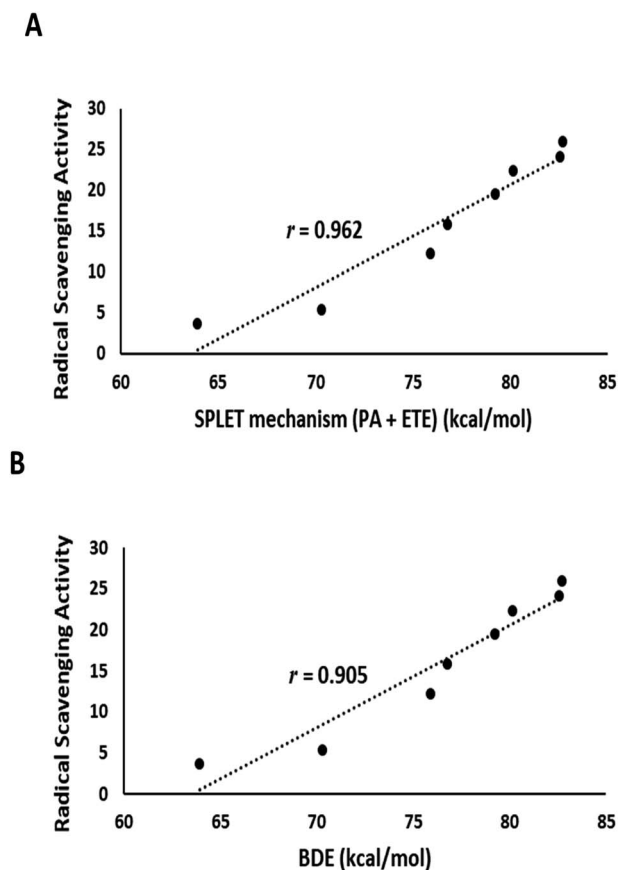 A
Radical Scavenging Activity
30
25
20
15
10
5
0
r = 0.962
60 65 70 75 80 85
SPLET mechanism (PA + ETE) (kcal/mol)
B
Radical Scavenging Activity
30
25
20
15
10
5
0
r = 0.905
60 65 70 75 80 85
BDE (kcal/mol)